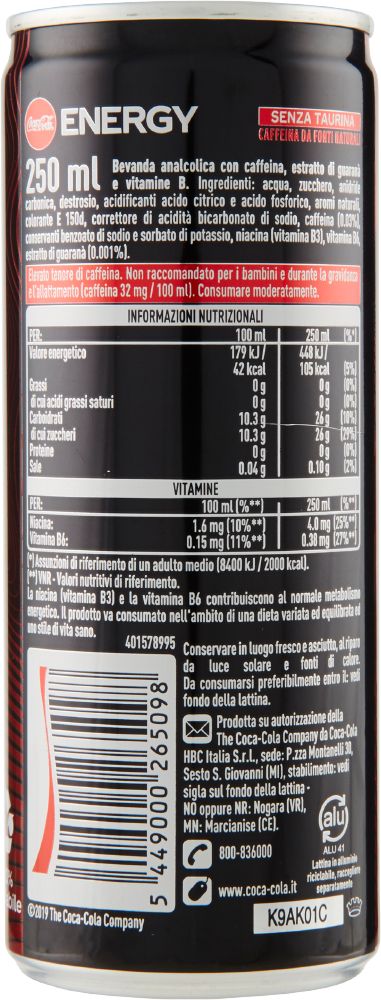 Coca-Cola ENERGY
SENZA TAURINA
CAFFEINA DA FONTI NATURALI
250 ml Bevanda analcolica con caffeina, estratto di guaranà
e vitamine B. Ingredienti: acqua, zucchero, anidride
carbonica, destrosio, acidificanti acido citrico e acido fosforico, aromi naturali,
colorante E 150d, correttore di acidità bicarbonato di sodio, caffeina (0.03%),
conservanti benzoato di sodio e sorbato di potassio, niacina (vitamina B3), vitamina B6,
estratto di guaranà (0.001%).
Elevato tenore di caffeina. Non raccomandato per i bambini e durante la gravidanza
e l'allattamento (caffeina 32 mg / 100 ml). Consumare moderatamente.
INFORMAZIONI NUTRIZIONALI
PER: 100 ml 250 ml (%*)
Valore energetico 179 kJ / 448 kJ /
42 kcal 105 kcal (5%)
Grassi 0 g 0 g (0%)
di cui acidi grassi saturi 0 g 0 g (0%)
Carboidrati 10.3 g 26 g (10%)
di cui zuccheri 10.3 g 26 g (29%)
Proteine 0 g 0 g (0%)
Sale 0.04 g 0.10 g (2%)
VITAMINE
PER: 100 ml (%**) 250 ml (%**)
Niacina: 1.6 mg (10%**) 4.0 mg (25%**)
Vitamina B6: 0.15 mg (11%**) 0.38 mg (27%**)
(*) Assunzioni di riferimento di un adulto medio (8400 kJ / 2000 kcal).
(**) VNR - Valori nutritivi di riferimento.
La niacina (vitamina B3) e la vitamina B6 contribuiscono al normale metabolismo
energetico. Il prodotto va consumato nell'ambito di una dieta variata ed equilibrata ed
uno stile di vita sano.
401578995
Conservare in luogo fresco e asciutto, al riparo
da luce solare e fonti di calore.
Da consumarsi preferibilmente entro il: vedi
fondo della lattina.
Prodotta su autorizzazione della
The Coca-Cola Company da Coca-Cola
HBC Italia S.r.l., sede: P.zza Montanelli 30,
Sesto S. Giovanni (MI), stabilimento: vedi
sigla sul fondo della lattina -
NO oppure NR: Nogara (VR),
MN: Marcianise (CE).
800-836000
www.coca-cola.it
alu
ALU 41
Lattina in alluminio
riciclabile, raccogliere
separatamente
K9AK01C
5 449000 265098
©2019 The Coca-Cola Company